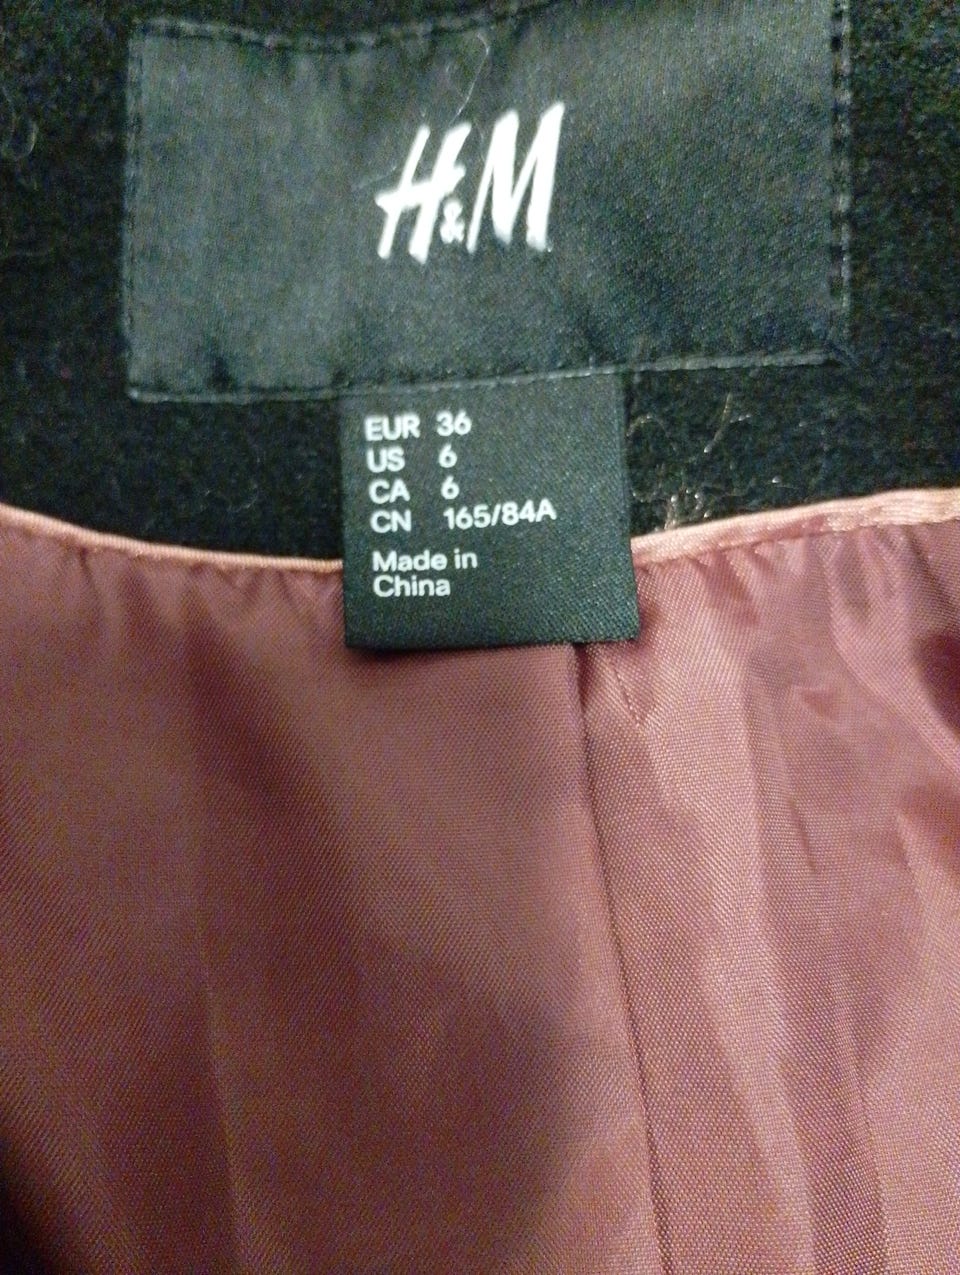 H&M
EUR 36
US 6
CA 6
CN 165/84A
Made in
China